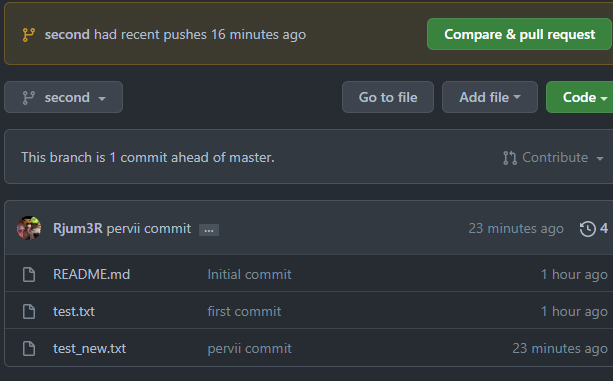 second had recent pushes 16 minutes ago
Compare & pull request
second
Go to file
Add file
Code
This branch is 1 commit ahead of master.
Contribute
Rjum3R pervii commit ...
23 minutes ago
4
README.md Initial commit 1 hour ago
test.txt first commit 1 hour ago
test_new.txt pervii commit 23 minutes ago